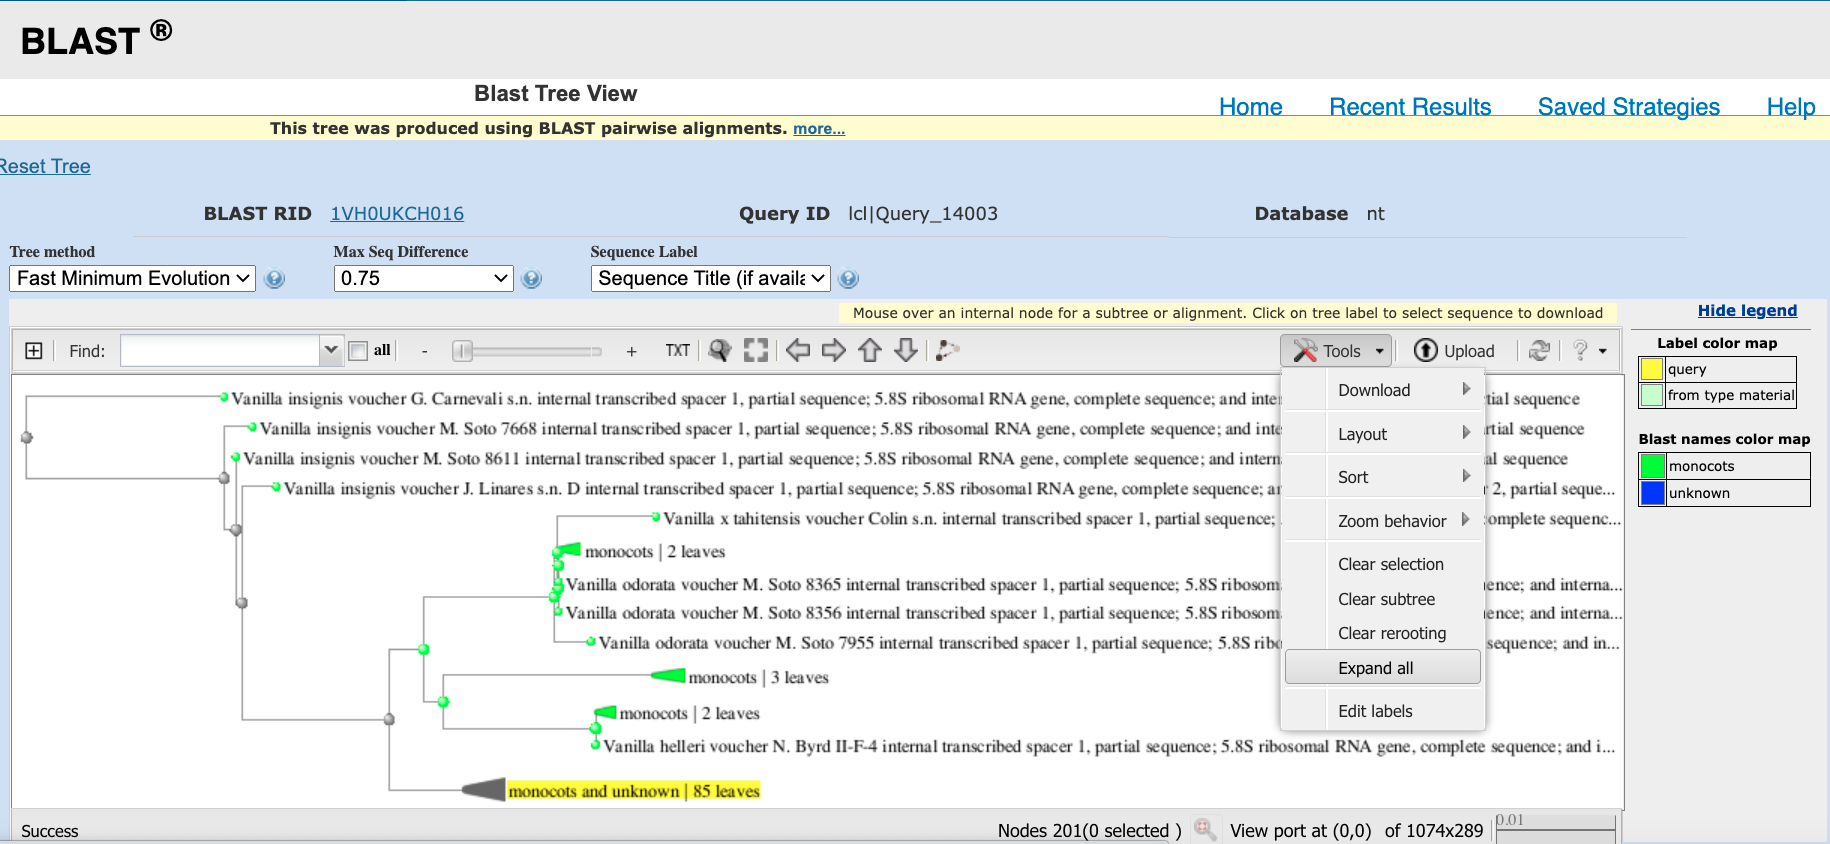 BLAST ®
Blast Tree View
Home Recent Results Saved Strategies Help
This tree was produced using BLAST pairwise alignments. more...
Reset Tree
BLAST RID 1VH0UKCH016 Query ID lcl|Query_14003 Database nt
Tree method Max Seq Difference Sequence Label
Fast Minimum Evolution 0.75 Sequence Title (if availa
Mouse over an internal node for a subtree or alignment. Click on tree label to select sequence to download
Hide legend
Find: all - + TXT Tools Upload ?
Label color map
query
from type material
Blast names color map
monocots
unknown
Download
Layout
Sort
Zoom behavior
Clear selection
Clear subtree
Clear rerooting
Expand all
Edit labels
Vanilla insignis voucher G. Carnevali s.n. internal transcribed spacer 1, partial sequence; 5.8S ribosomal RNA gene, complete sequence; and inte tial sequence
Vanilla insignis voucher M. Soto 7668 internal transcribed spacer 1, partial sequence; 5.8S ribosomal RNA gene, complete sequence; and inte rtial sequence
Vanilla insignis voucher M. Soto 8611 internal transcribed spacer 1, partial sequence; 5.8S ribosomal RNA gene, complete sequence; and intern al sequence
Vanilla insignis voucher J. Linares s.n. D internal transcribed spacer 1, partial sequence; 5.8S ribosomal RNA gene, complete sequence; a 2, partial seque...
Vanilla x tahitensis voucher Colin s.n. internal transcribed spacer 1, partial sequence; omplete sequenc...
monocots | 2 leaves
Vanilla odorata voucher M. Soto 8365 internal transcribed spacer 1, partial sequence; 5.8S ribosom ence; and interna...
Vanilla odorata voucher M. Soto 8356 internal transcribed spacer 1, partial sequence; 5.8S ribosom ence; and interna...
Vanilla odorata voucher M. Soto 7955 internal transcribed spacer 1, partial sequence; 5.8S ribo sequence; and in...
monocots | 3 leaves
monocots | 2 leaves
Vanilla helleri voucher N. Byrd II-F-4 internal transcribed spacer 1, partial sequence; 5.8S ribosomal RNA gene, complete sequence; and i...
monocots and unknown | 85 leaves
Success Nodes 201(0 selected ) View port at (0,0) of 1074x289 0.01